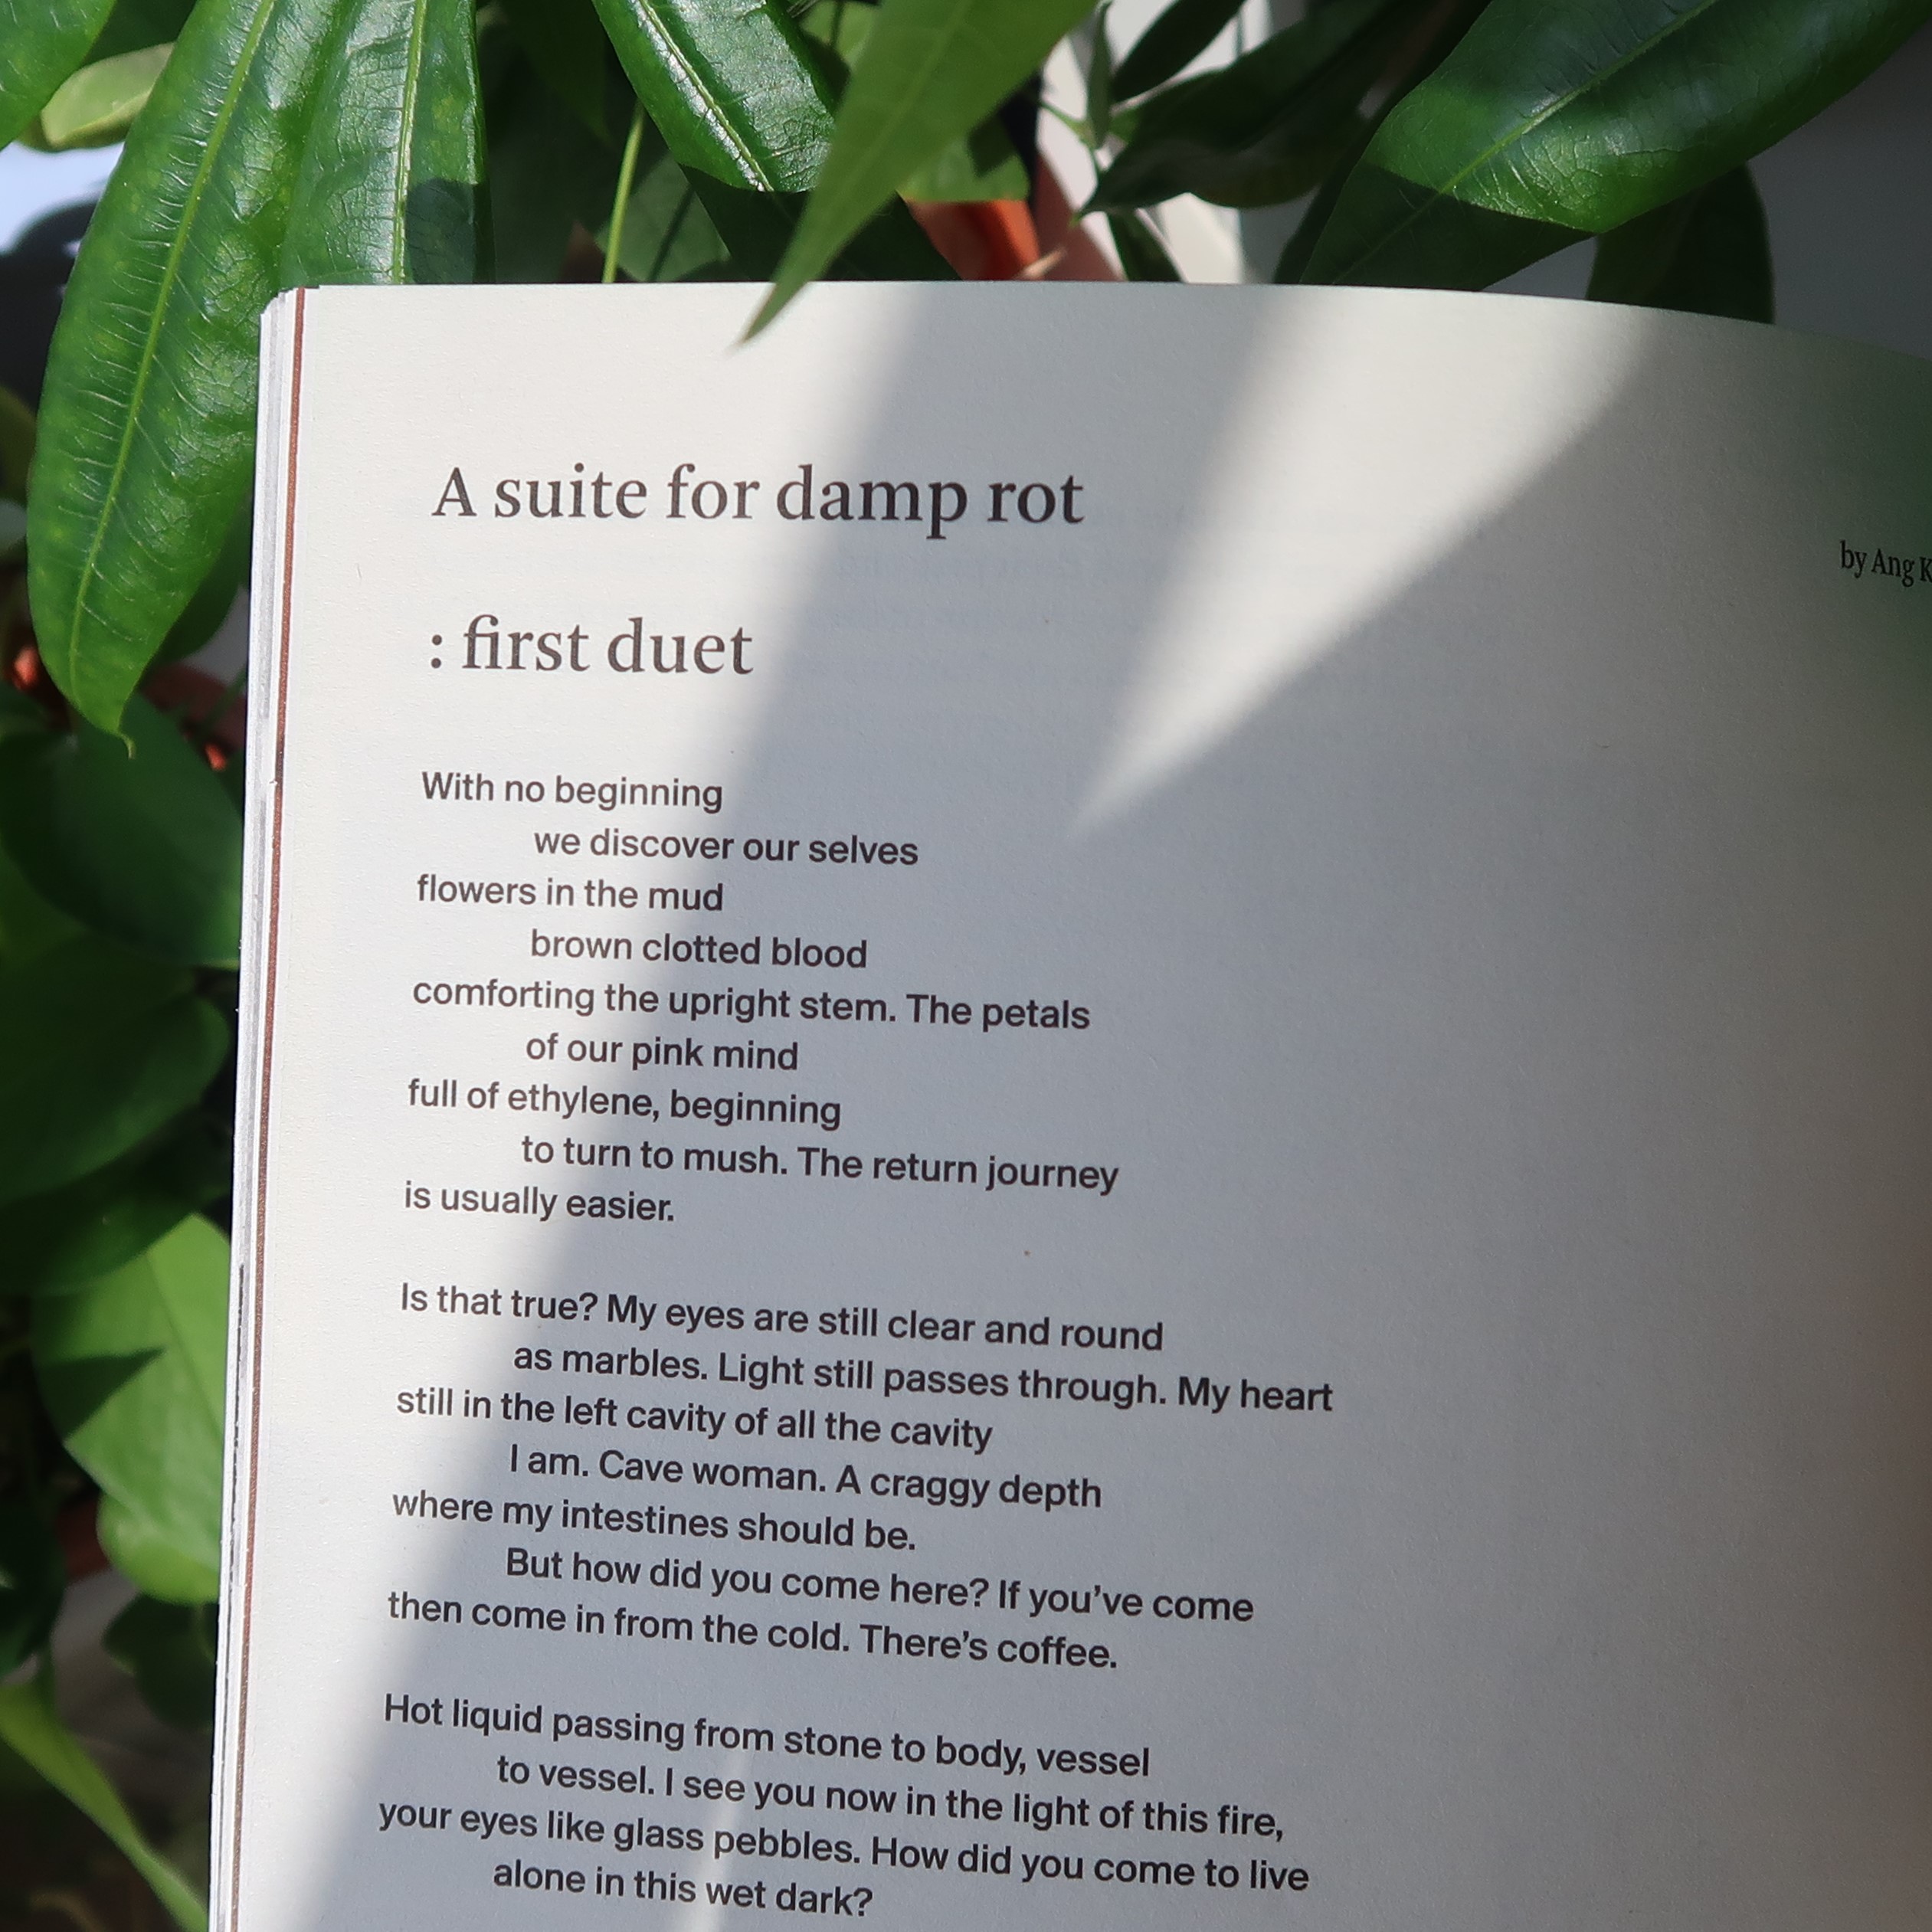 A suite for damp rot
by Ang K
: first duet
With no beginning
we discover our selves
flowers in the mud
brown clotted blood
comforting the upright stem. The petals
of our pink mind
full of ethylene, beginning
to turn to mush. The return journey
is usually easier.
Is that true? My eyes are still clear and round
as marbles. Light still passes through. My heart
still in the left cavity of all the cavity
I am. Cave woman. A craggy depth
where my intestines should be.
But how did you come here? If you've come
then come in from the cold. There's coffee.
Hot liquid passing from stone to body, vessel
to vessel. I see you now in the light of this fire,
your eyes like glass pebbles. How did you come to live
alone in this wet dark?